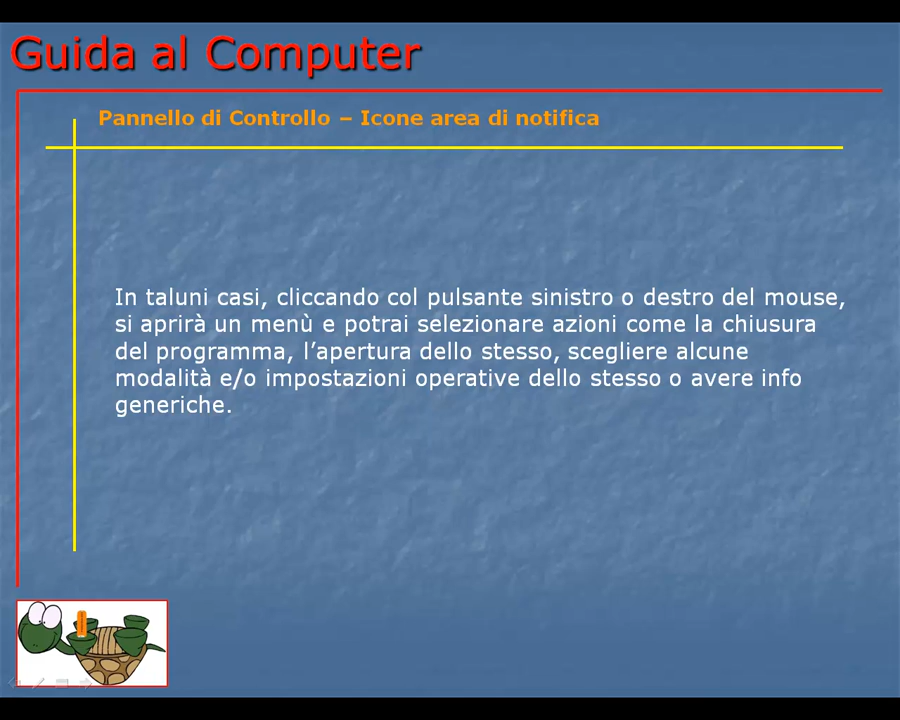 Guida al Computer
Pannello di Controllo – Icone area di notifica
In taluni casi, cliccando col pulsante sinistro o destro del mouse,
si aprirà un menù e potrai selezionare azioni come la chiusura
del programma, l’apertura dello stesso, scegliere alcune
modalità e/o impostazioni operative dello stesso o avere info
generiche.